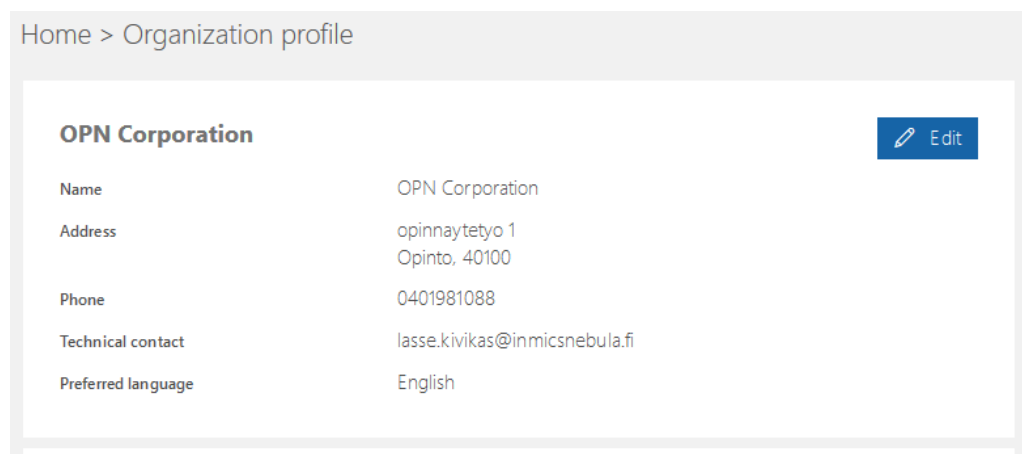 Home > Organization profile
OPN Corporation
Edit
Name OPN Corporation
Address opinnaytetyo 1
Opinto, 40100
Phone 0401981088
Technical contact lasse.kivikas@inmicsnebula.fi
Preferred language English